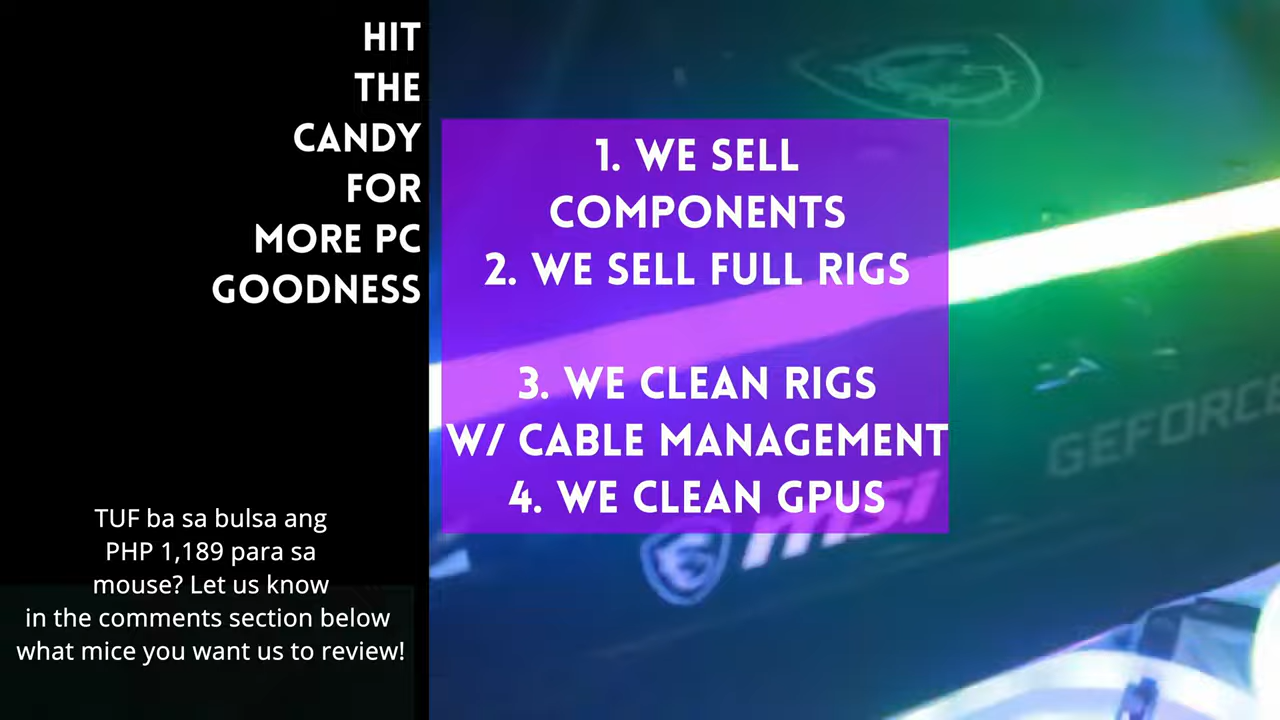 HIT
THE
CANDY
FOR
MORE PC
GOODNESS
1. WE SELL
COMPONENTS
2. WE SELL FULL RIGS
3. WE CLEAN RIGS
W/ CABLE MANAGEMENT
4. WE CLEAN GPUS
GEFORCE
msi
TUF ba sa bulsa ang
PHP 1,189 para sa
mouse? Let us know
in the comments section below
what mice you want us to review!